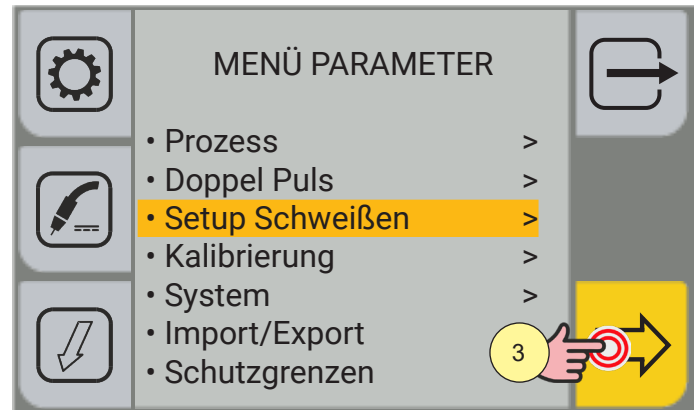 MENÜ PARAMETER
• Prozess >
• Doppel Puls >
• Setup Schweißen >
• Kalibrierung >
• System >
• Import/Export
• Schutzgrenzen
3